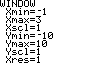 WINDOW
Xmin=-1
Xmax=3
Xscl=1
Ymin=-10
Ymax=10
Yscl=1
Xres=1